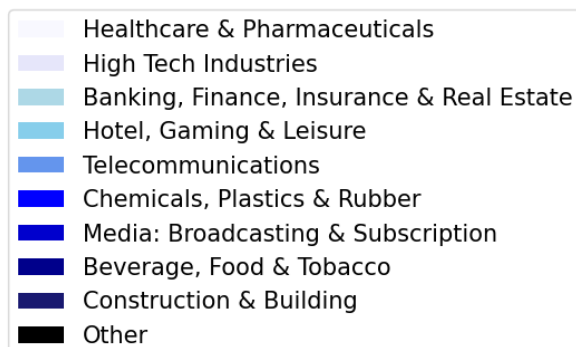 Healthcare & Pharmaceuticals
High Tech Industries
Banking, Finance, Insurance & Real Estate
Hotel, Gaming & Leisure
Telecommunications
Chemicals, Plastics & Rubber
Media: Broadcasting & Subscription
Beverage, Food & Tobacco
Construction & Building
Other